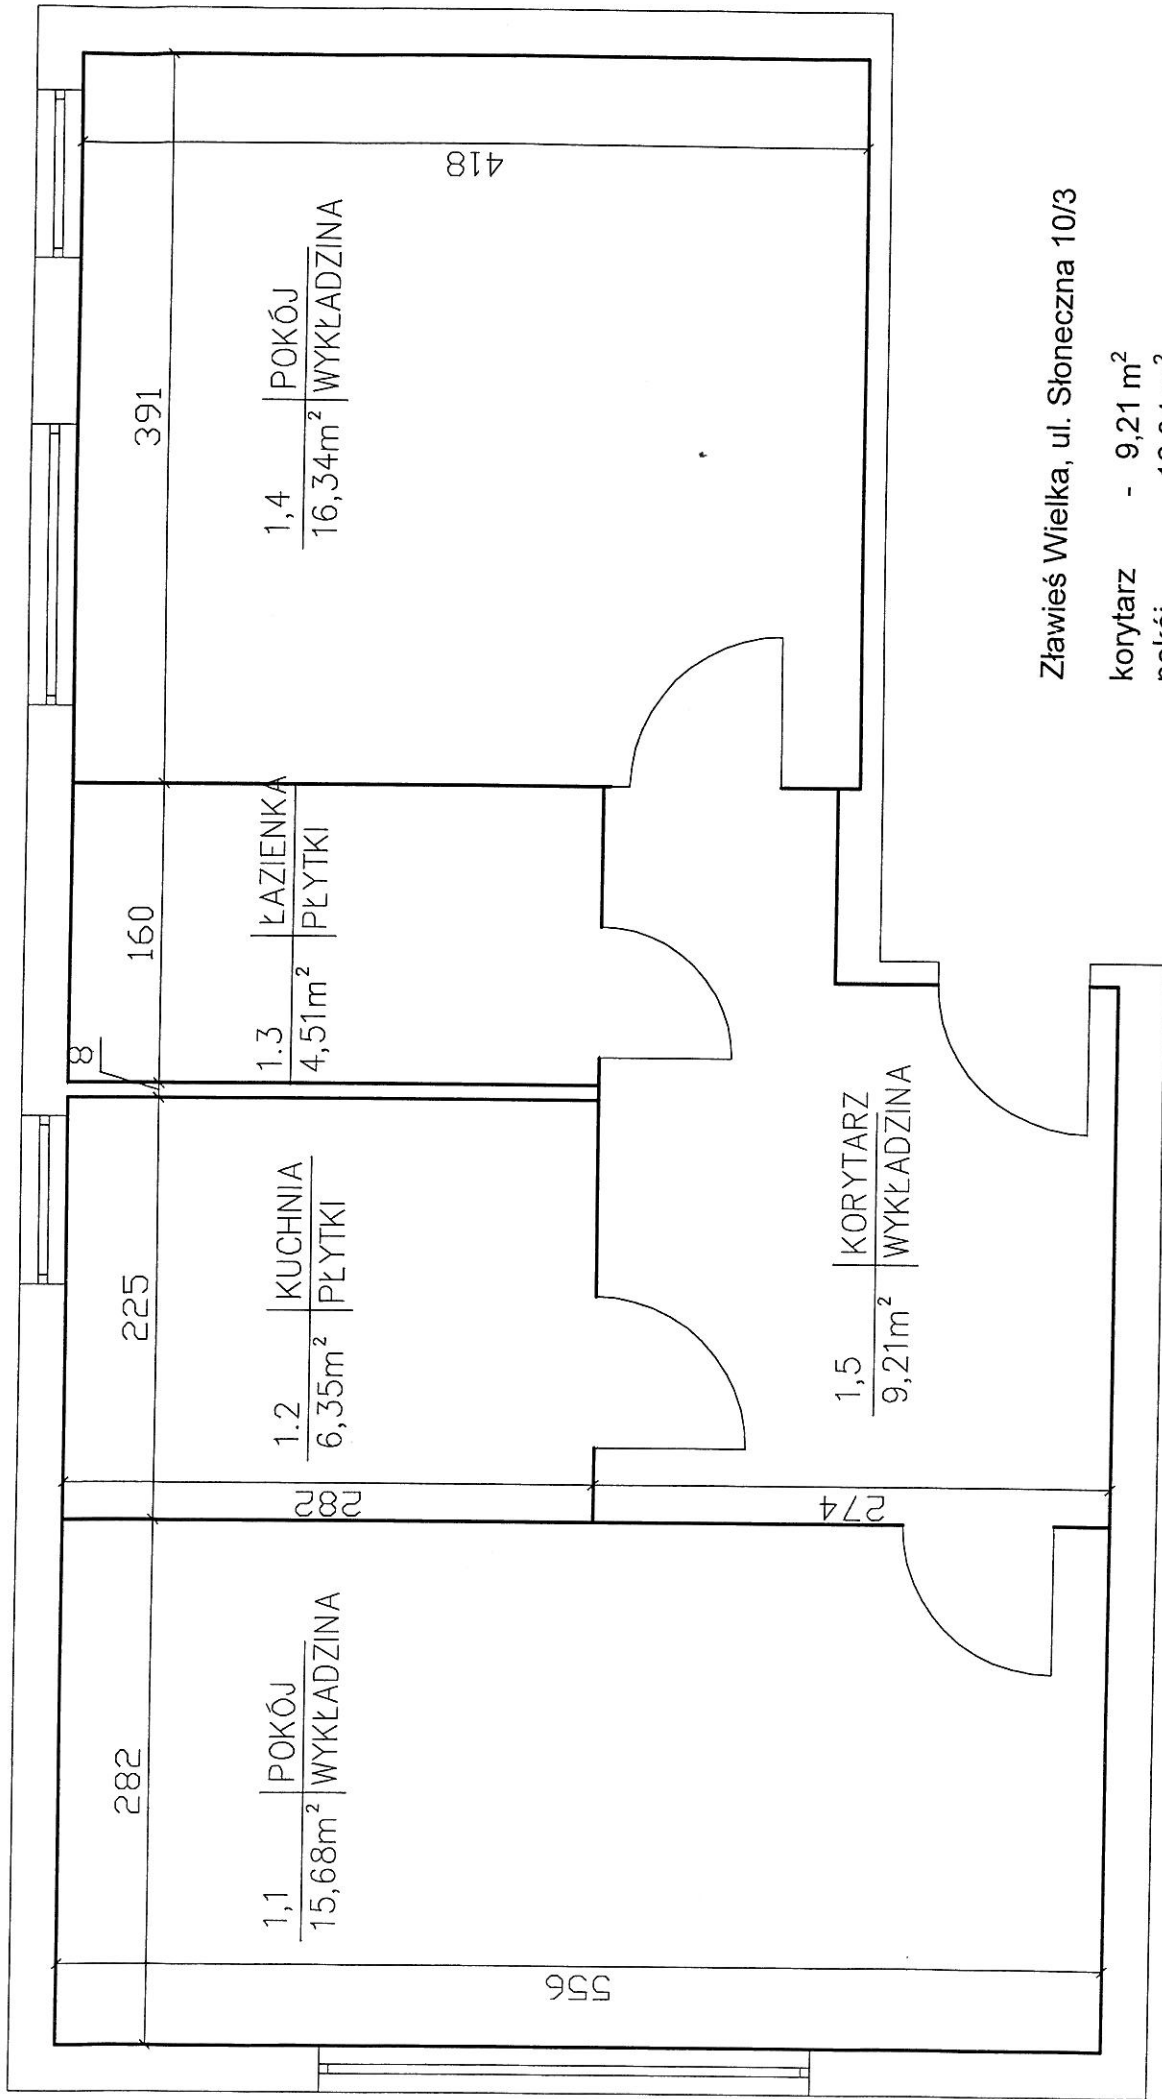 1,1 POKÓJ
15,68m² WYKŁADZINA
282
556
1.2 KUCHNIA
6,35m² PŁYTKI
225
282
8
1.3 ŁAZIENKA
4,51m² PŁYTKI
160
1,4 POKÓJ
16,34m² WYKŁADZINA
391
418
1,5 KORYTARZ
9,21m² WYKŁADZINA
274
Zławieś Wielka, ul. Słoneczna 10/3
korytarz - 9,21 m²